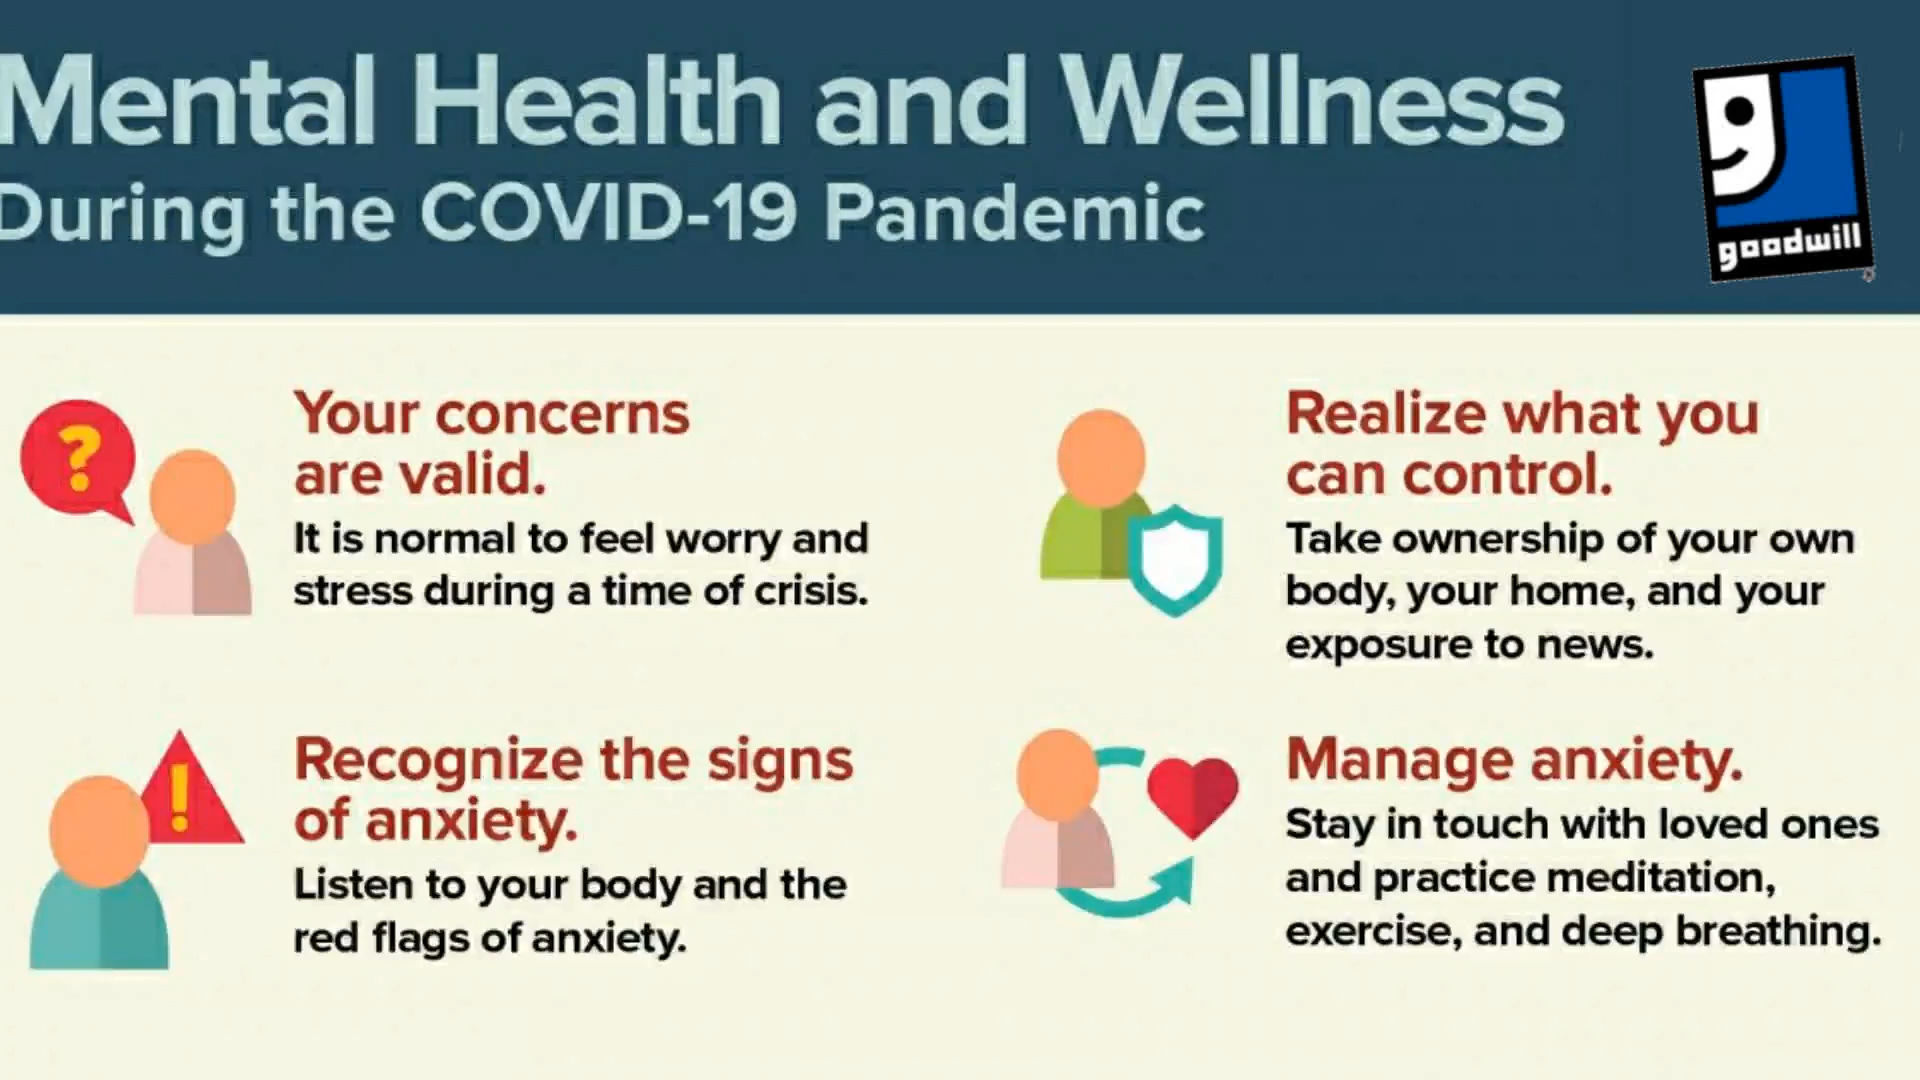 Mental Health and Wellness
During the COVID-19 Pandemic
goodwill
?
Your concerns
are valid.
It is normal to feel worry and
stress during a time of crisis.
Realize what you
can control.
Take ownership of your own
body, your home, and your
exposure to news.
!
Recognize the signs
of anxiety.
Listen to your body and the
red flags of anxiety.
Manage anxiety.
Stay in touch with loved ones
and practice meditation,
exercise, and deep breathing.